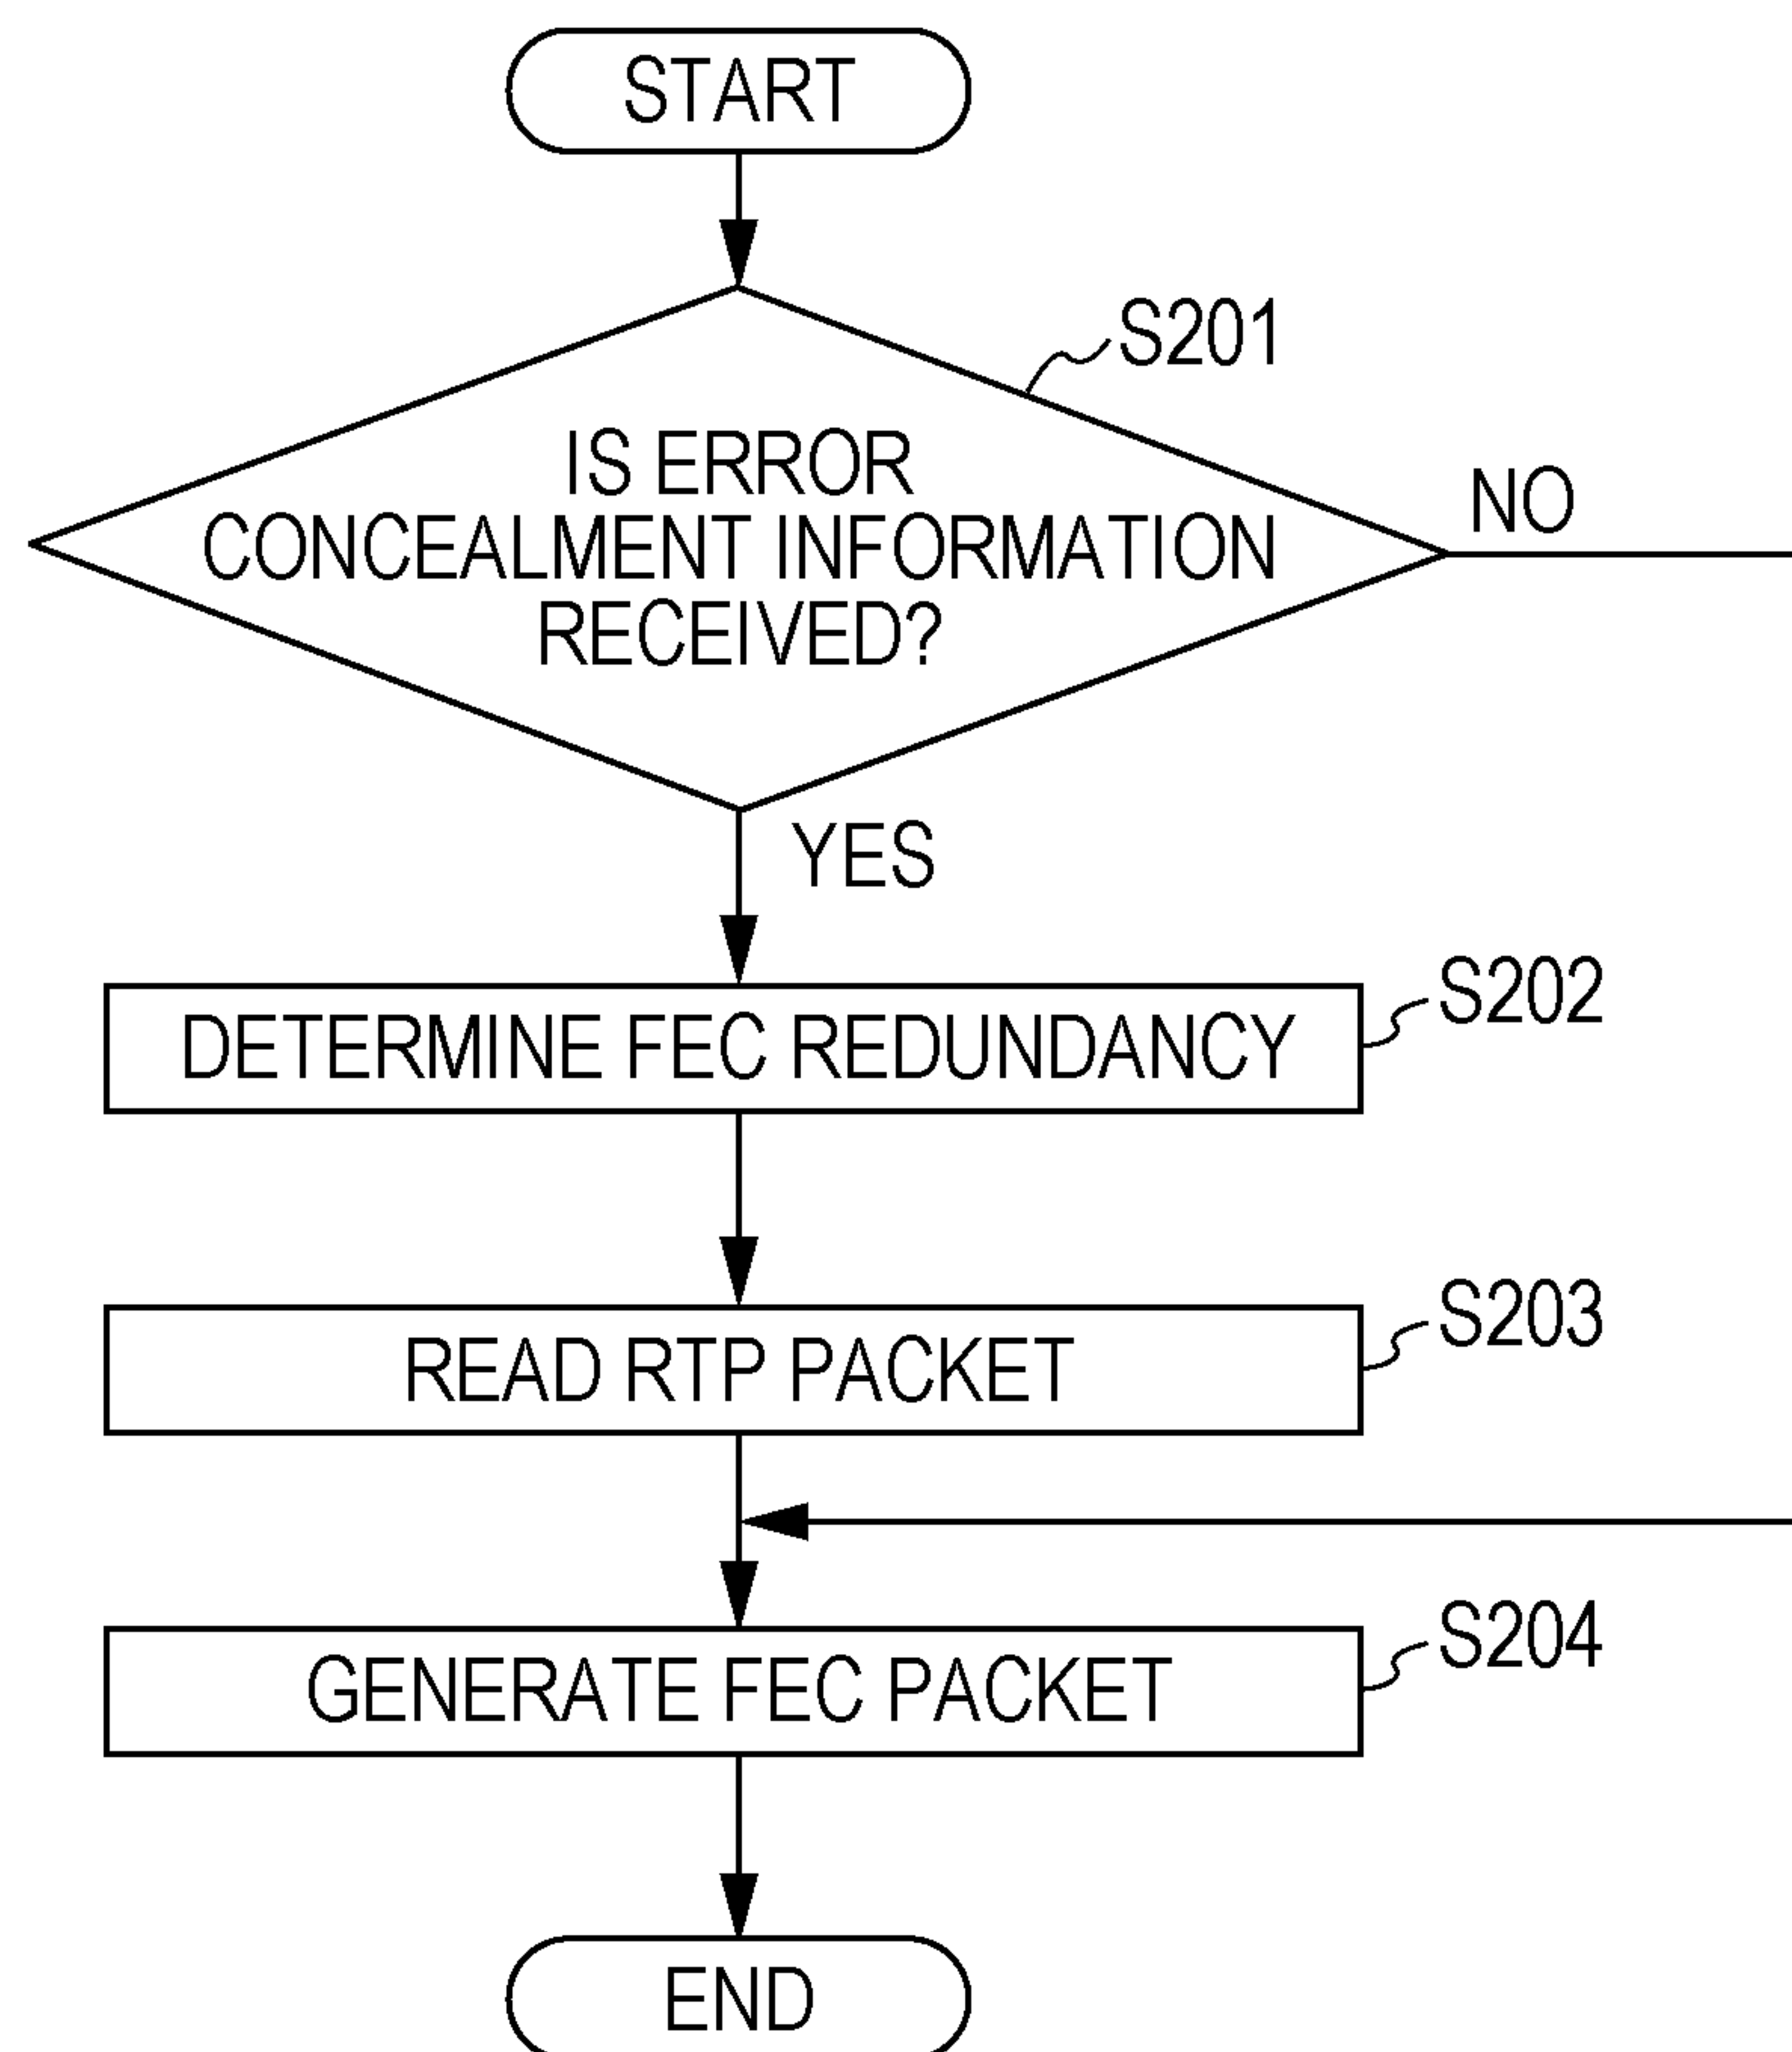 START
S201
IS ERROR
CONCEALMENT INFORMATION
RECEIVED?
NO
YES
S202
DETERMINE FEC REDUNDANCY
S203
READ RTP PACKET
S204
GENERATE FEC PACKET
END